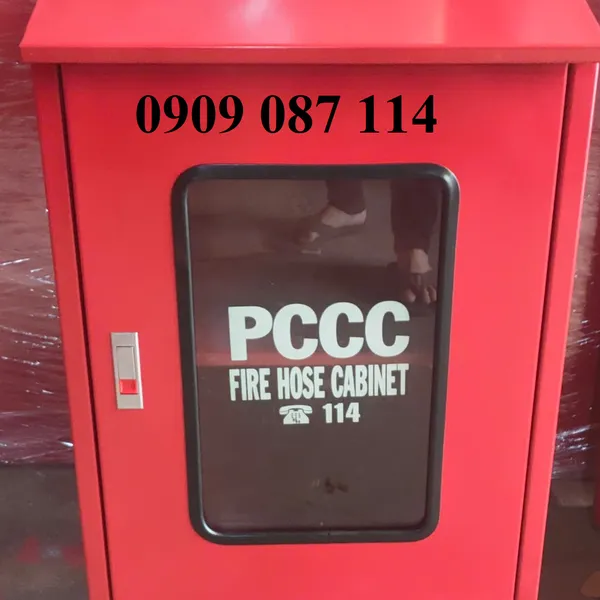 0909 087 114
PCCC
FIRE HOSE CABINET
☎ 114